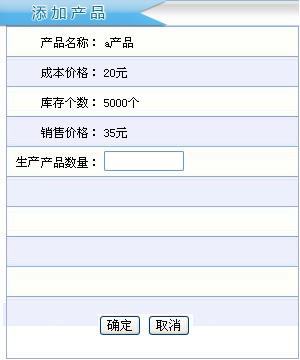 添加产品
产品名称： a产品
成本价格： 20元
库存个数： 5000个
销售价格： 35元
生产产品数量：
确定 取消